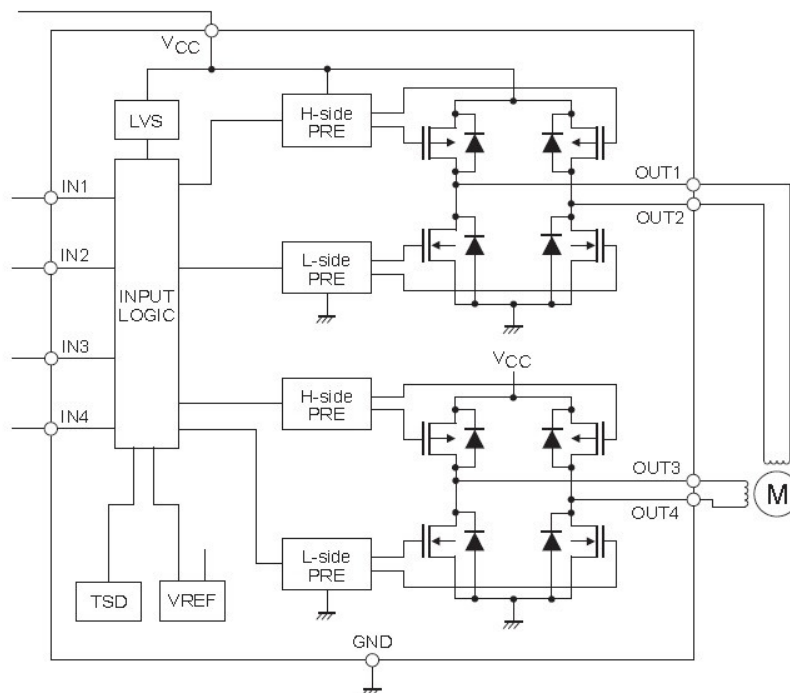 VCC
LVS
H-side
PRE
OUT1
IN1
OUT2
IN2
L-side
PRE
INPUT
LOGIC
IN3
VCC
H-side
PRE
IN4
OUT3
M
OUT4
L-side
PRE
TSD
VREF
GND